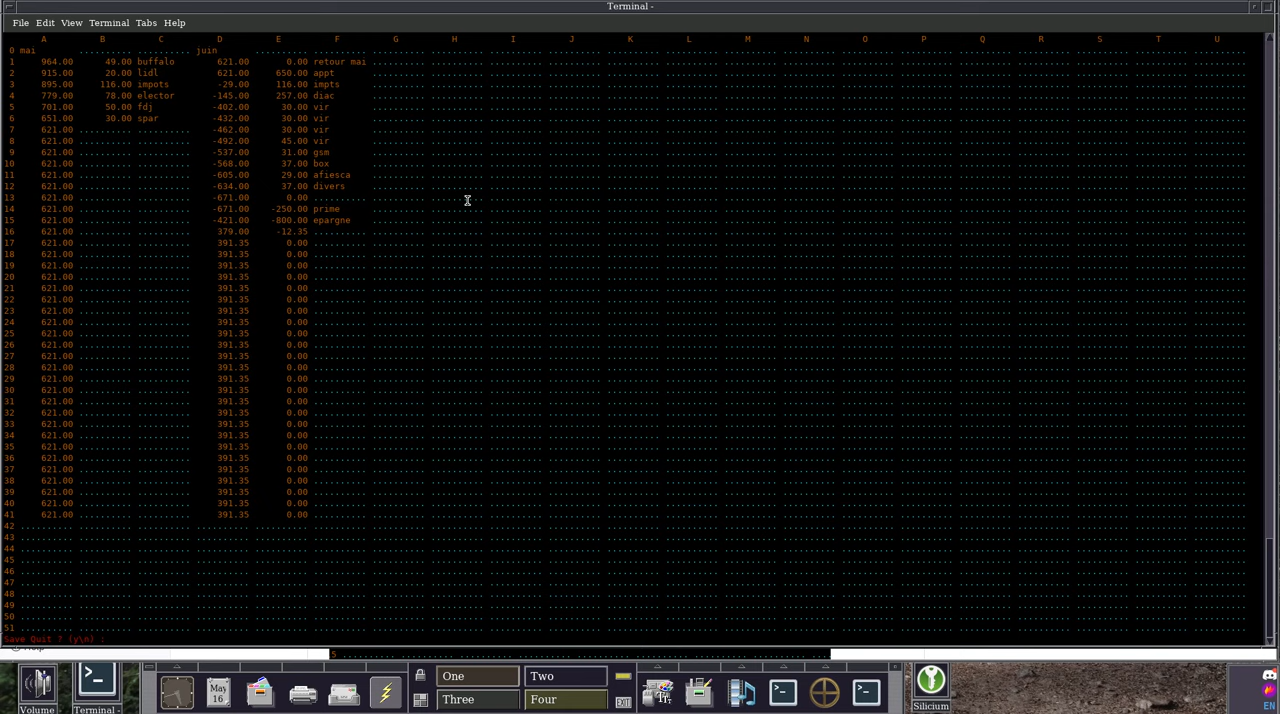 Terminal -
File Edit View Terminal Tabs Help
A B C D E F G H I J K L M N O P Q R S T U
0 mai juin
1 964.00 49.00 buffalo 621.00 0.00 retour mai
2 915.00 20.00 lidl 621.00 650.00 appt
3 895.00 116.00 impots -29.00 116.00 impts
4 779.00 78.00 elector -145.00 257.00 diac
5 701.00 50.00 fdj -402.00 30.00 vir
6 651.00 30.00 spar -432.00 30.00 vir
7 621.00 -462.00 30.00 vir
8 621.00 -492.00 45.00 vir
9 621.00 -537.00 31.00 gsm
10 621.00 -568.00 37.00 box
11 621.00 -605.00 29.00 afiesca
12 621.00 -634.00 37.00 divers
13 621.00 -671.00 0.00
14 621.00 -671.00 -250.00 prime
15 621.00 -421.00 -800.00 epargne
16 621.00 379.00 -12.35
17 621.00 391.35 0.00
18 621.00 391.35 0.00
19 621.00 391.35 0.00
20 621.00 391.35 0.00
21 621.00 391.35 0.00
22 621.00 391.35 0.00
23 621.00 391.35 0.00
24 621.00 391.35 0.00
25 621.00 391.35 0.00
26 621.00 391.35 0.00
27 621.00 391.35 0.00
28 621.00 391.35 0.00
29 621.00 391.35 0.00
30 621.00 391.35 0.00
31 621.00 391.35 0.00
32 621.00 391.35 0.00
33 621.00 391.35 0.00
34 621.00 391.35 0.00
35 621.00 391.35 0.00
36 621.00 391.35 0.00
37 621.00 391.35 0.00
38 621.00 391.35 0.00
39 621.00 391.35 0.00
40 621.00 391.35 0.00
41 621.00 391.35 0.00
42
43
44
45
46
47
48
49
50
51
Save Quit ? (y\n) :
One Two
Three Four
May
16
EXIT
Volume
Terminal -
Silicium
EN